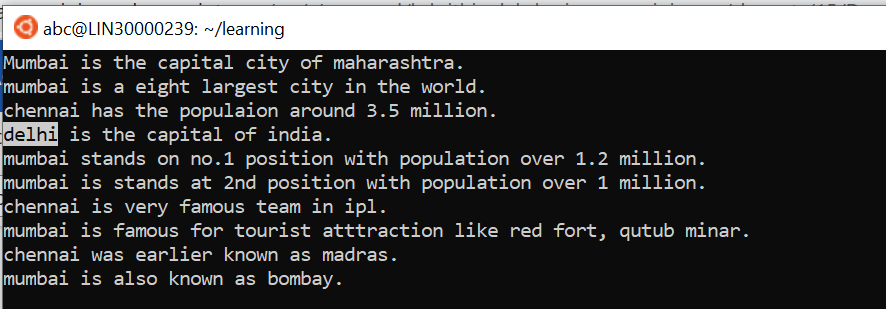 abc@LIN30000239: ~/learning
Mumbai is the capital city of maharashtra.
mumbai is a eight largest city in the world.
chennai has the populaion around 3.5 million.
delhi is the capital of india.
mumbai stands on no.1 position with population over 1.2 million.
mumbai is stands at 2nd position with population over 1 million.
chennai is very famous team in ipl.
mumbai is famous for tourist atttraction like red fort, qutub minar.
chennai was earlier known as madras.
mumbai is also known as bombay.